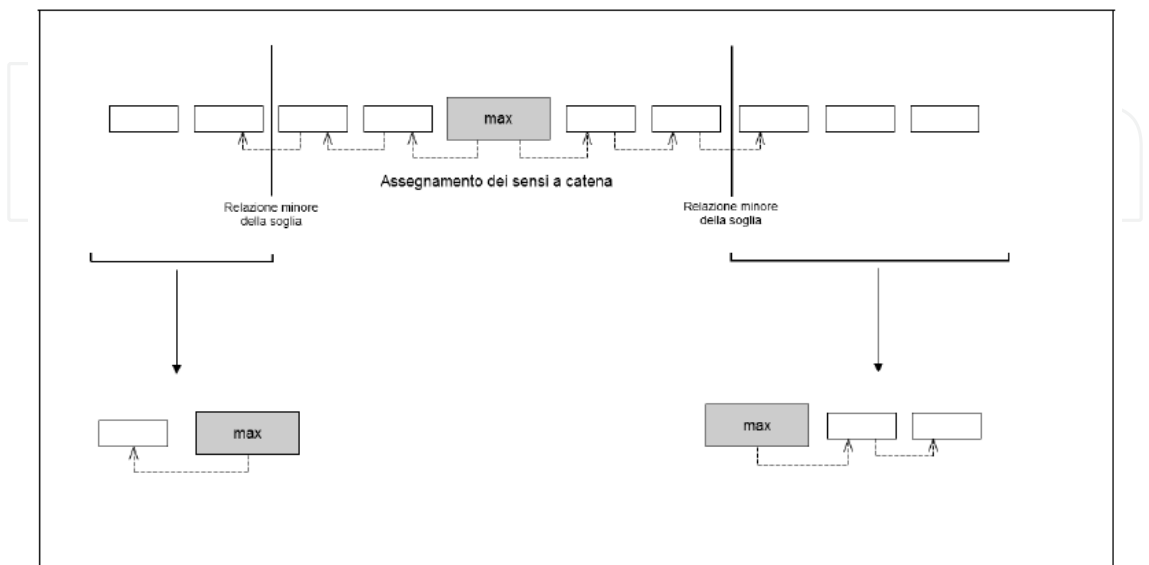 max
Assegnamento dei sensi a catena
Relazione minore
della soglia
Relazione minore
della soglia
max
max